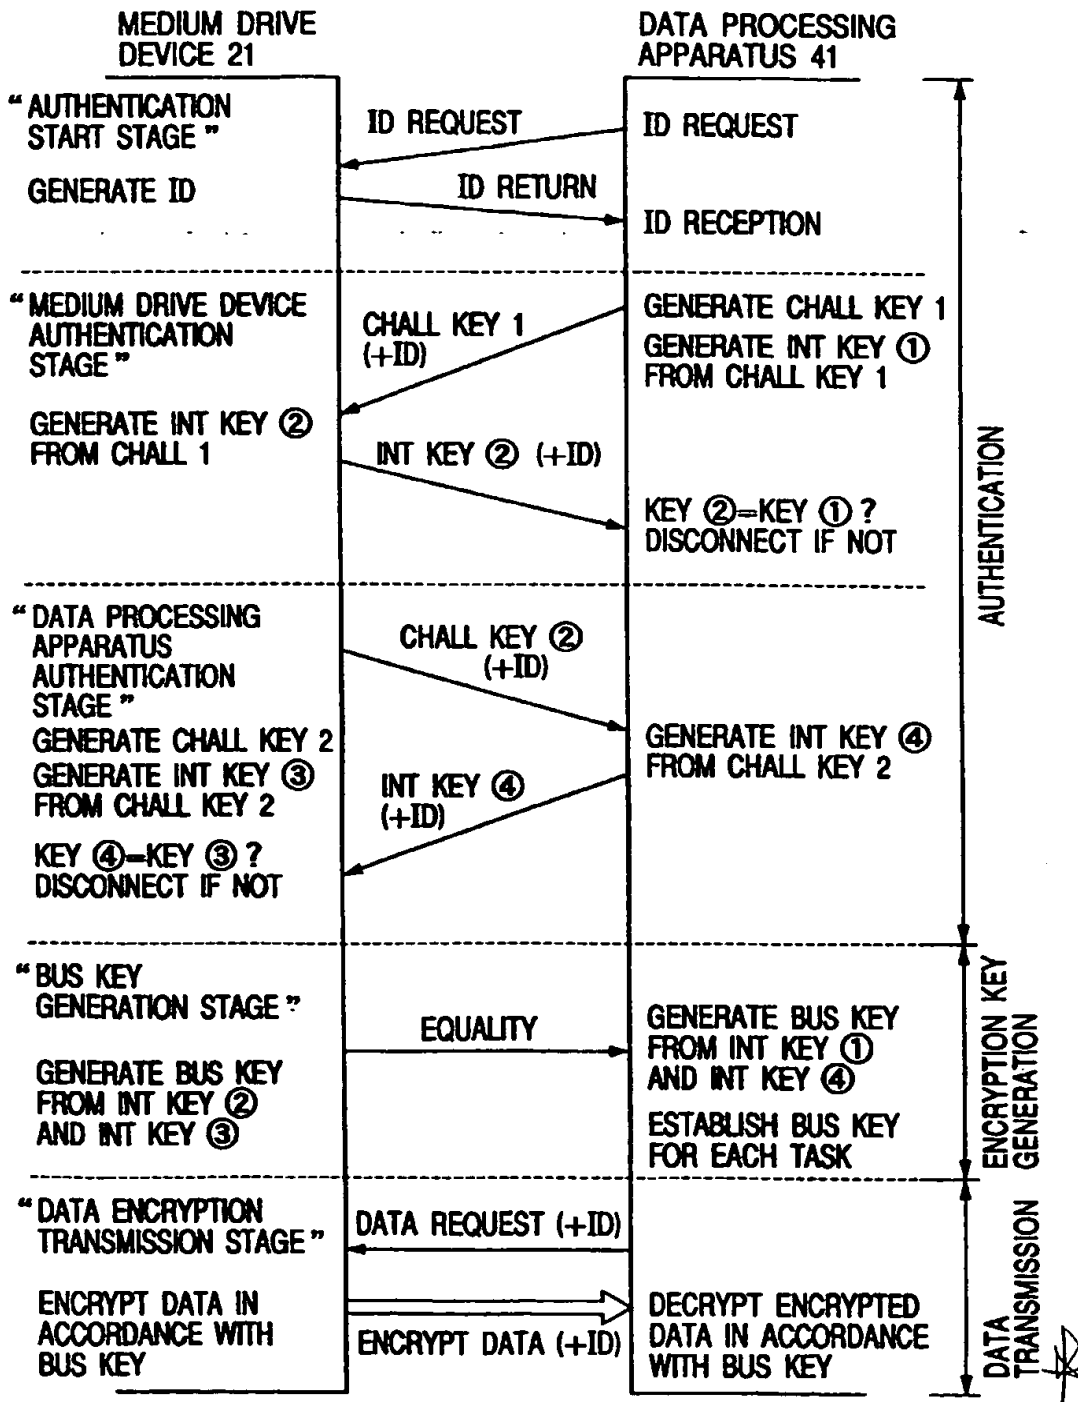 MEDIUM DRIVE
DEVICE 21
DATA PROCESSING
APPARATUS 41
“AUTHENTICATION
START STAGE”
ID REQUEST
ID REQUEST
GENERATE ID
ID RETURN
ID RECEPTION
“MEDIUM DRIVE DEVICE
AUTHENTICATION
STAGE”
CHALL KEY 1
(+ID)
GENERATE CHALL KEY 1
GENERATE INT KEY ①
FROM CHALL KEY 1
GENERATE INT KEY ②
FROM CHALL 1
INT KEY ② (+ID)
KEY ②=KEY ① ?
DISCONNECT IF NOT
AUTHENTICATION
“DATA PROCESSING
APPARATUS
AUTHENTICATION
STAGE”
GENERATE CHALL KEY 2
GENERATE INT KEY ③
FROM CHALL KEY 2
CHALL KEY ②
(+ID)
GENERATE INT KEY ④
FROM CHALL KEY 2
INT KEY ④
(+ID)
KEY ④=KEY ③ ?
DISCONNECT IF NOT
“BUS KEY
GENERATION STAGE”
EQUALITY
GENERATE BUS KEY
FROM INT KEY ②
AND INT KEY ③
GENERATE BUS KEY
FROM INT KEY ①
AND INT KEY ④
ESTABLISH BUS KEY
FOR EACH TASK
ENCRYPTION KEY
GENERATION
“DATA ENCRYPTION
TRANSMISSION STAGE”
DATA REQUEST (+ID)
ENCRYPT DATA IN
ACCORDANCE WITH
BUS KEY
ENCRYPT DATA (+ID)
DECRYPT ENCRYPTED
DATA IN ACCORDANCE
WITH BUS KEY
DATA
TRANSMISSION